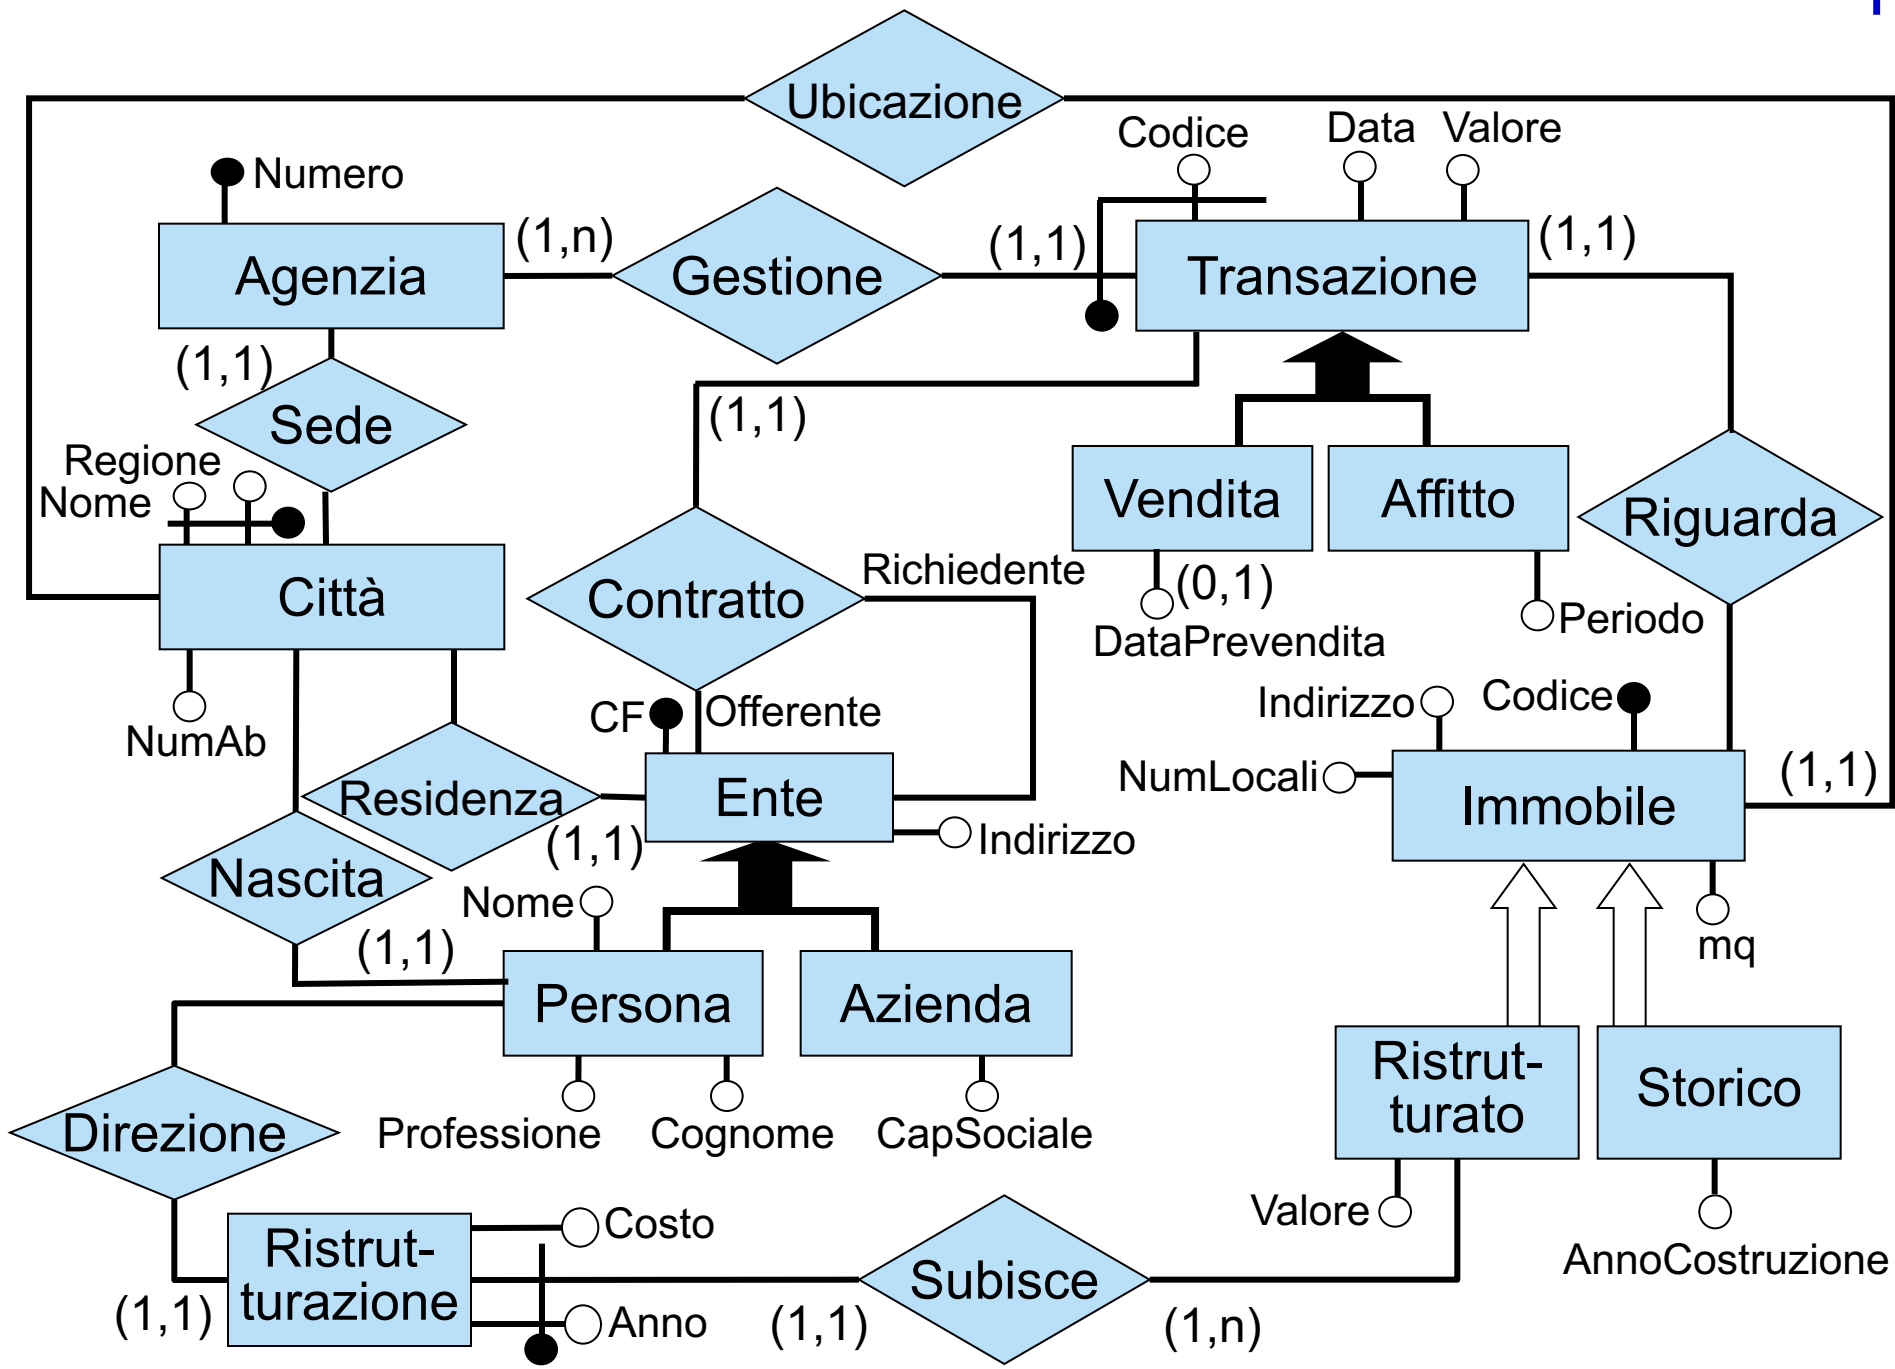 Ubicazione
Codice
Data
Valore
Numero
(1,n)
(1,1)
(1,1)
Agenzia
Gestione
Transazione
(1,1)
Sede
(1,1)
Regione
Nome
Vendita
Affitto
Riguarda
Richiedente
Città
Contratto
(0,1)
Periodo
DataPrevendita
Indirizzo
Codice
CF
Offerente
NumAb
NumLocali
(1,1)
Residenza
Ente
Immobile
(1,1)
Indirizzo
Nascita
Nome
(1,1)
mq
Persona
Azienda
Ristrut-
turato
Storico
Direzione
Professione
Cognome
CapSociale
Valore
Costo
AnnoCostruzione
Ristrut-
turazione
Subisce
(1,1)
Anno
(1,1)
(1,n)